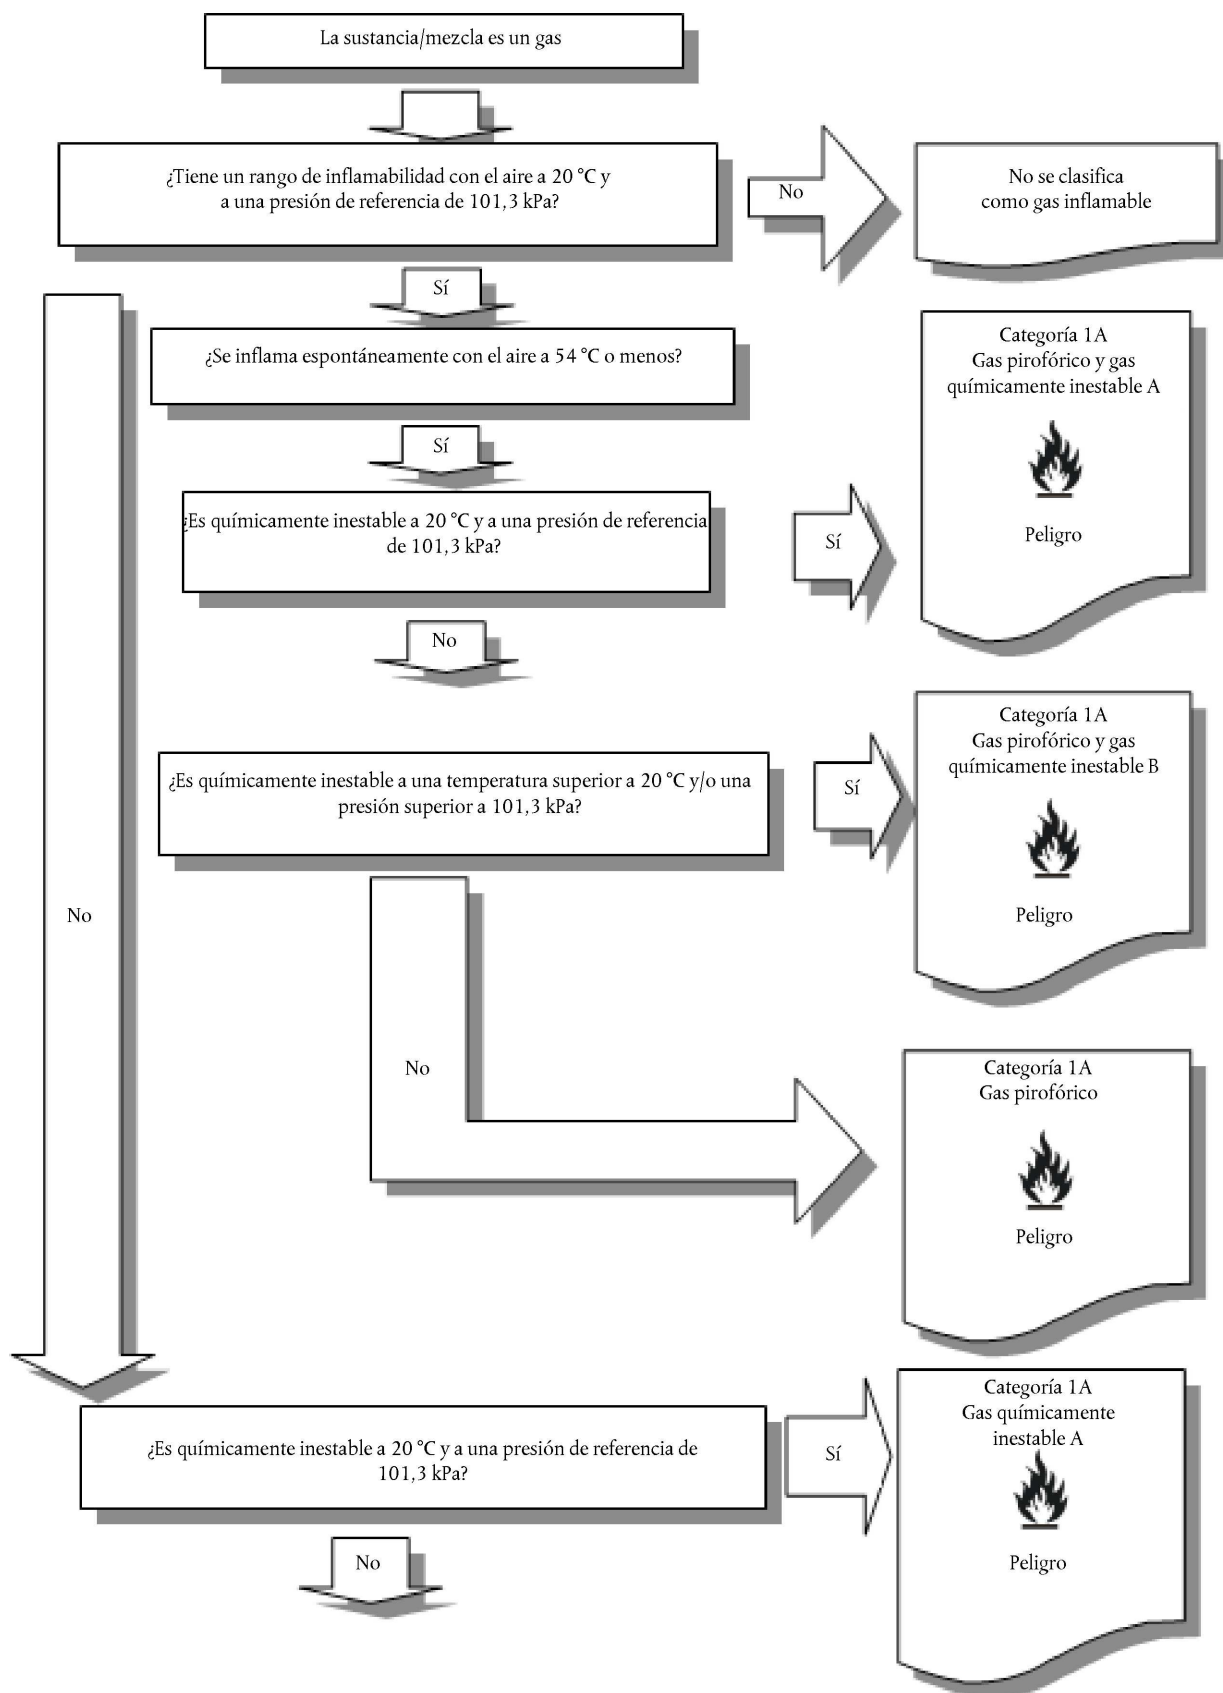 La sustancia/mezcla es un gas
¿Tiene un rango de inflamabilidad con el aire a 20 °C y
a una presión de referencia de 101,3 kPa?
No
No se clasifica
como gas inflamable
Sí
¿Se inflama espontáneamente con el aire a 54 °C o menos?
Categoría 1A
Gas pirofórico y gas
químicamente inestable A
Peligro
Sí
¿Es químicamente inestable a 20 °C y a una presión de referencia
de 101,3 kPa?
Sí
No
¿Es químicamente inestable a una temperatura superior a 20 °C y/o una
presión superior a 101,3 kPa?
Sí
Categoría 1A
Gas pirofórico y gas
químicamente inestable B
Peligro
No
No
Categoría 1A
Gas pirofórico
Peligro
¿Es químicamente inestable a 20 °C y a una presión de referencia de
101,3 kPa?
Sí
Categoría 1A
Gas químicamente
inestable A
Peligro
No